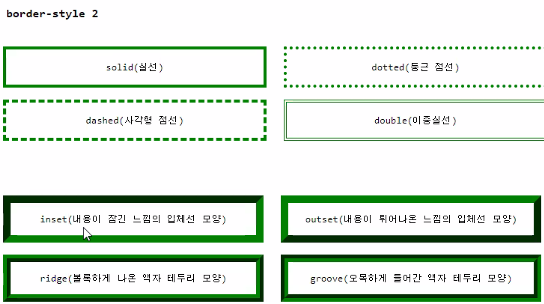 border-style 2
solid(실선)
dotted(둥근 점선)
dashed(사각형 점선)
double(이중실선)
inset(내용이 잠긴 느낌의 입체선 모양)
outset(내용이 튀어나온 느낌의 입체선 모양)
ridge(볼록하게 나온 액자 테두리 모양)
groove(오목하게 들어간 액자 테두리 모양)